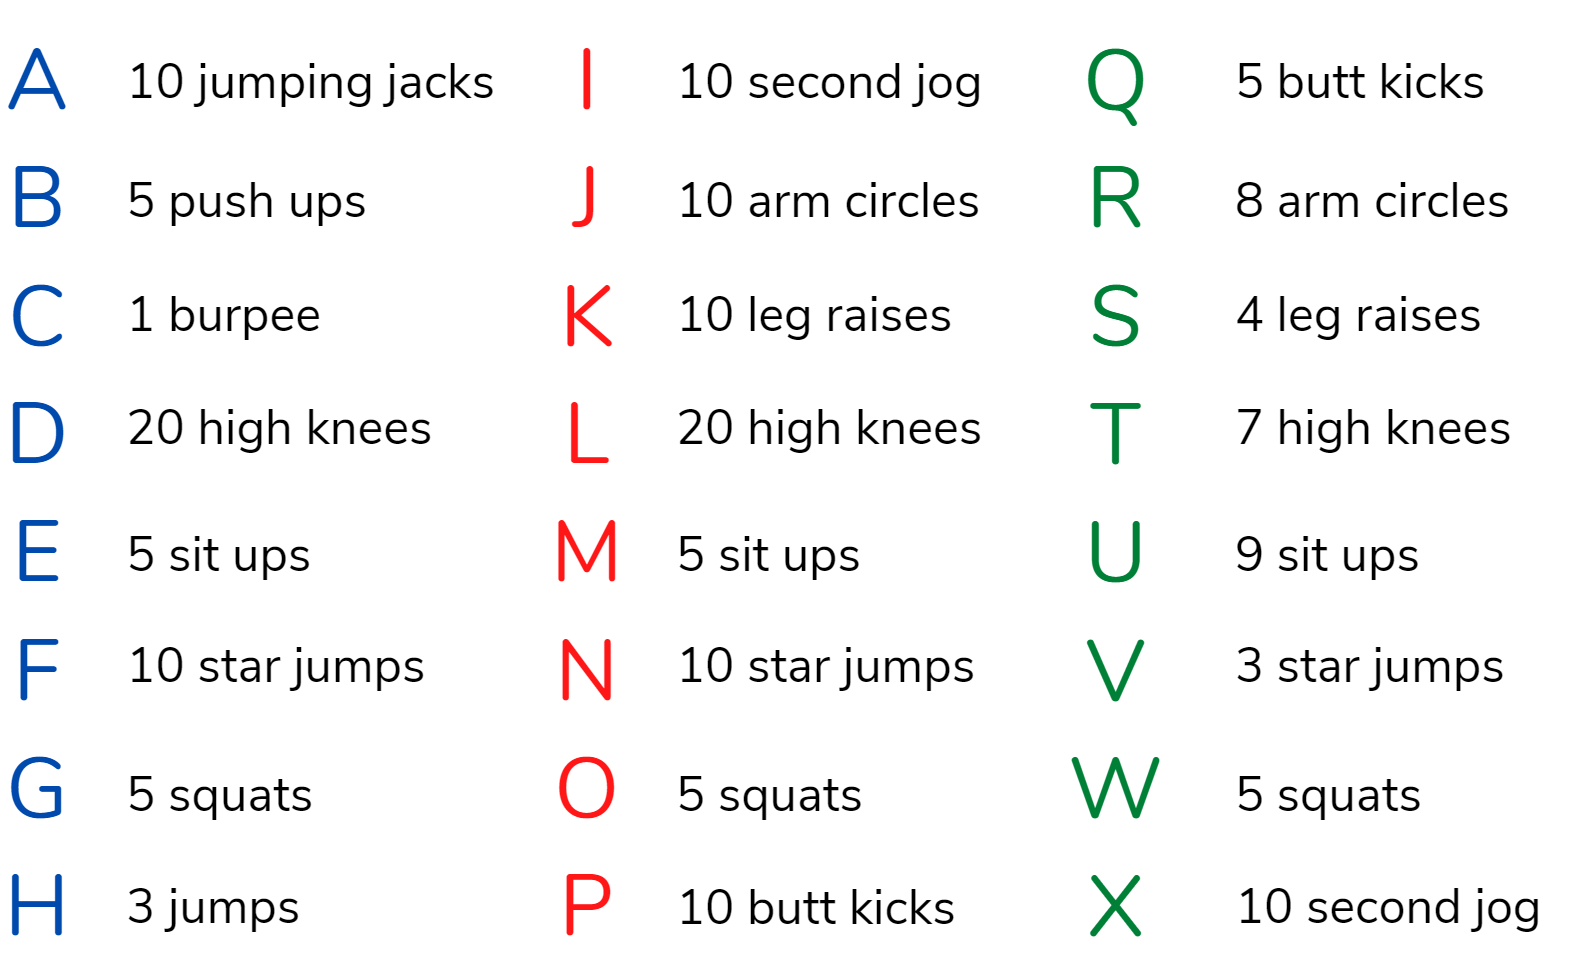 A 10 jumping jacks I 10 second jog Q 5 butt kicks
B 5 push ups J 10 arm circles R 8 arm circles
C 1 burpee K 10 leg raises S 4 leg raises
D 20 high knees L 20 high knees T 7 high knees
E 5 sit ups M 5 sit ups U 9 sit ups
F 10 star jumps N 10 star jumps V 3 star jumps
G 5 squats O 5 squats W 5 squats
H 3 jumps P 10 butt kicks X 10 second jog